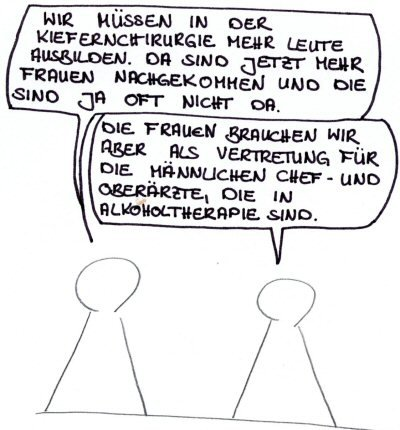 WIR MÜSSEN IN DER
KIEFERNCHIRURGIE MEHR LEUTE
AUSBILDEN. DA SIND JETZT MEHR
FRAUEN NACHGEKOMMEN UND DIE
SIND JA OFT NICHT DA.
DIE FRAUEN BRAUCHEN WIR
ABER ALS VERTRETUNG FÜR
DIE MÄNNLICHEN CHEF- UND
OBERÄRZTE, DIE IN
ALKOHOLTHERAPIE SIND.